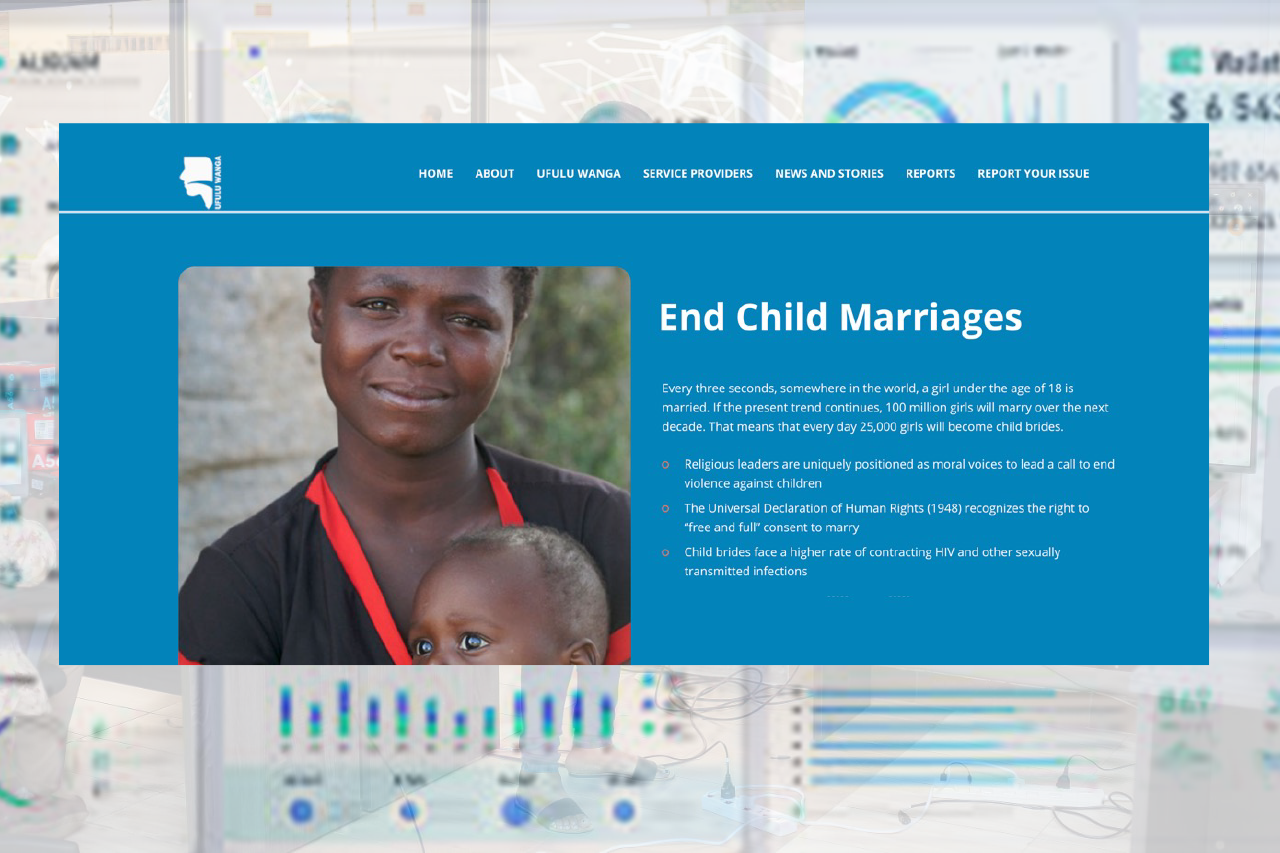 UFULU WANGA
HOME ABOUT UFULU WANGA SERVICE PROVIDERS NEWS AND STORIES REPORTS REPORT YOUR ISSUE
End Child Marriages
Every three seconds, somewhere in the world, a girl under the age of 18 is
married. If the present trend continues, 100 million girls will marry over the next
decade. That means that every day 25,000 girls will become child brides.
Religious leaders are uniquely positioned as moral voices to lead a call to end
violence against children
The Universal Declaration of Human Rights (1948) recognizes the right to
“free and full” consent to marry
Child brides face a higher rate of contracting HIV and other sexually
transmitted infections